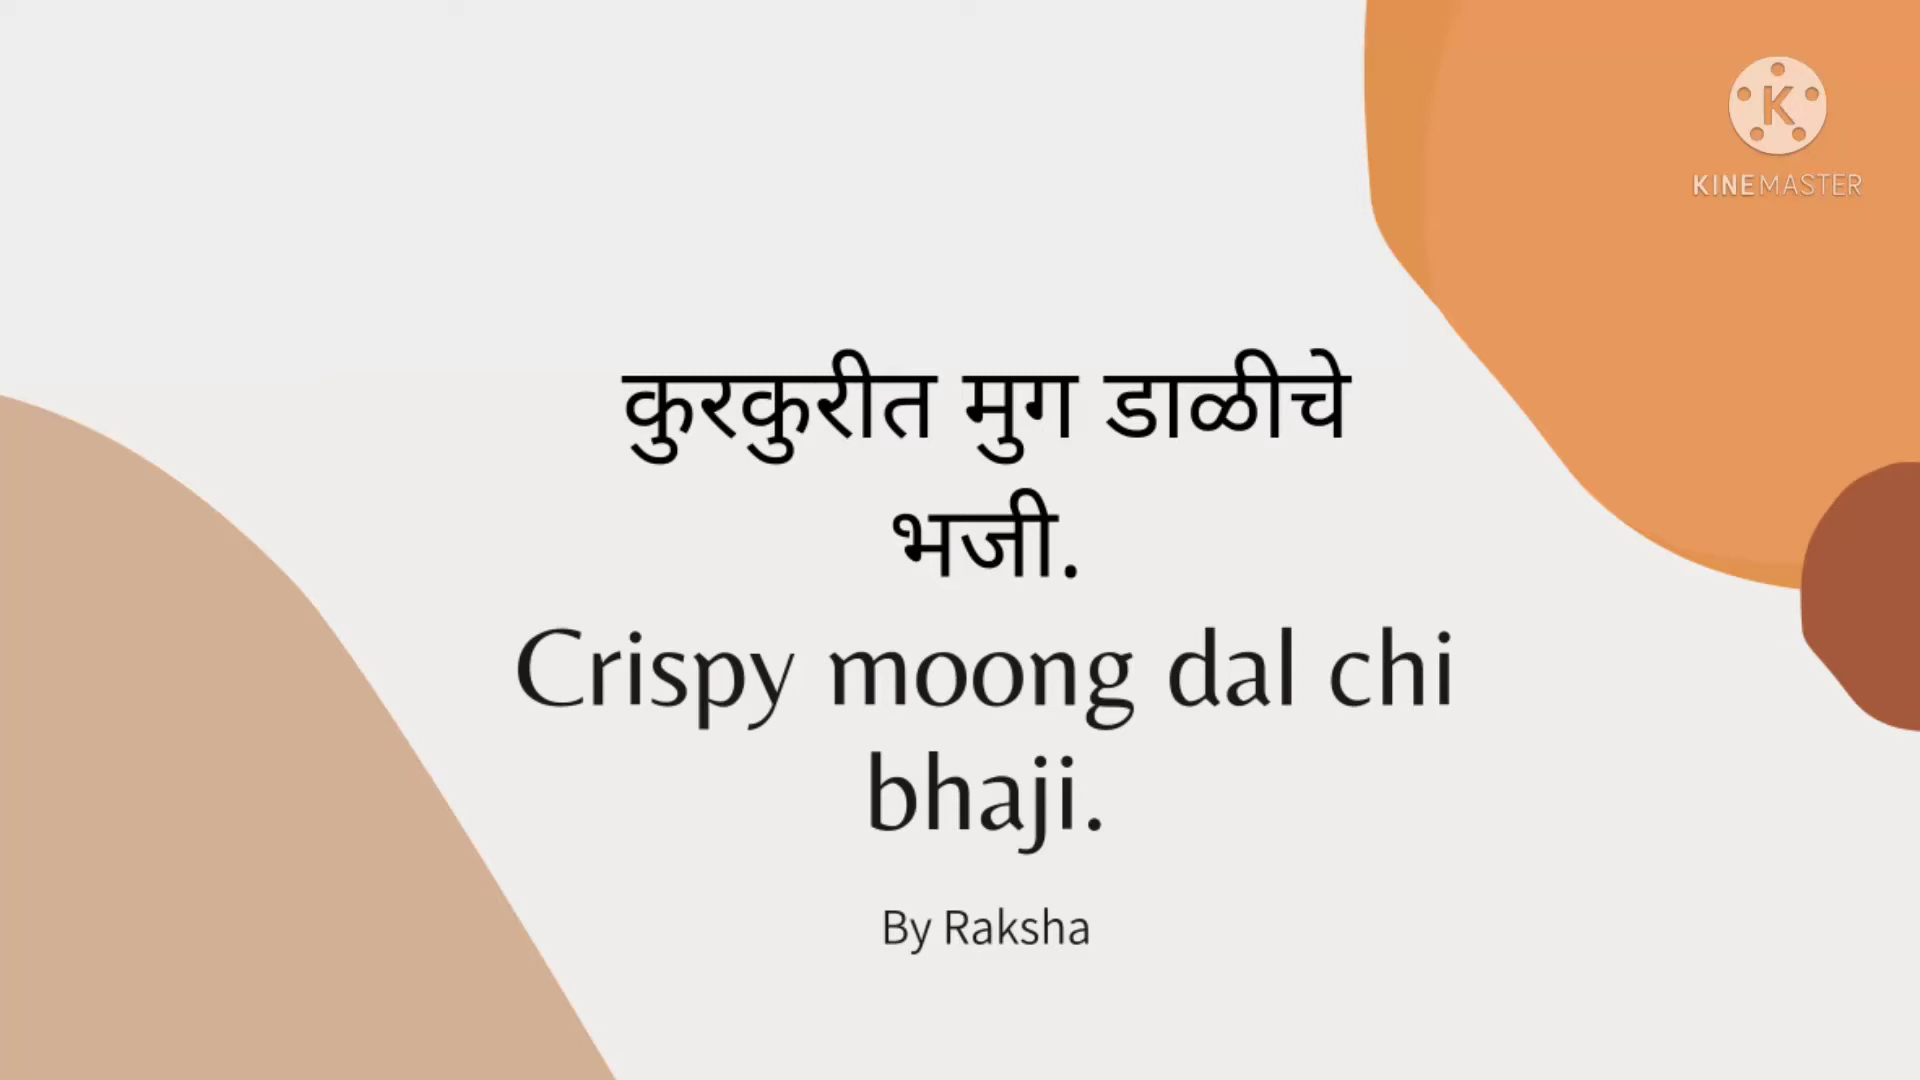 KINEMASTER
कुरकुरीत मुग डाळीचे
भजी.
Crispy moong dal chi
bhaji.
By Raksha